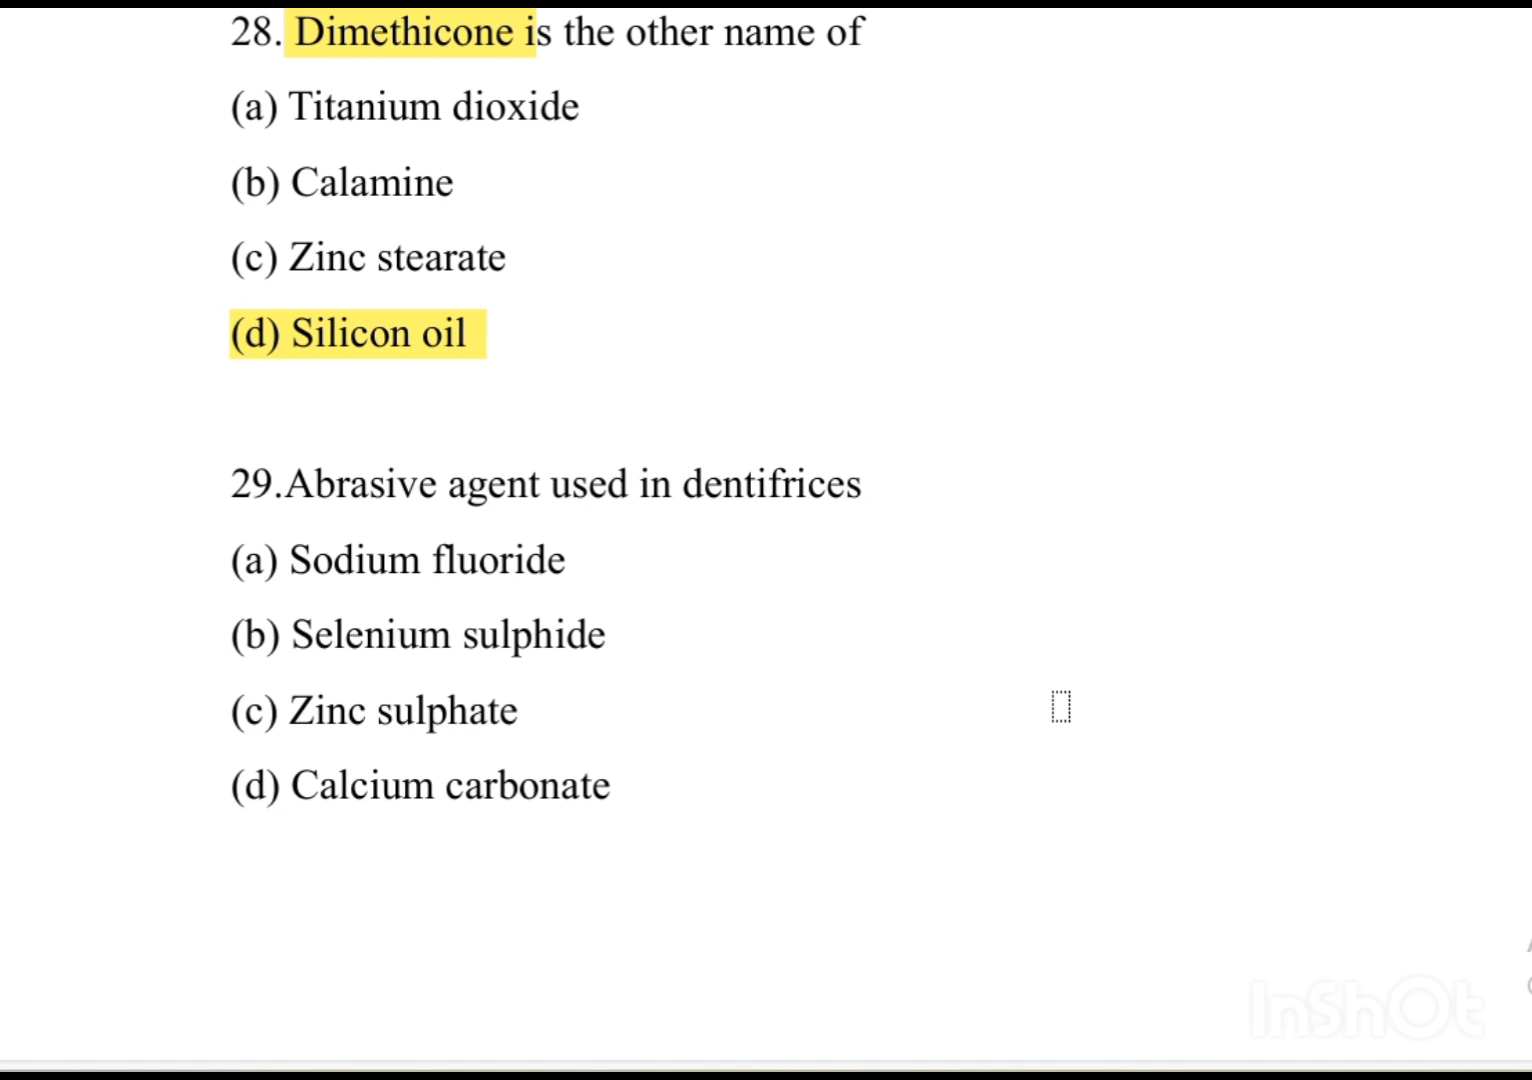 28. Dimethicone is the other name of
(a) Titanium dioxide
(b) Calamine
(c) Zinc stearate
(d) Silicon oil
29.Abrasive agent used in dentifrices
(a) Sodium fluoride
(b) Selenium sulphide
(c) Zinc sulphate
(d) Calcium carbonate
InShOt